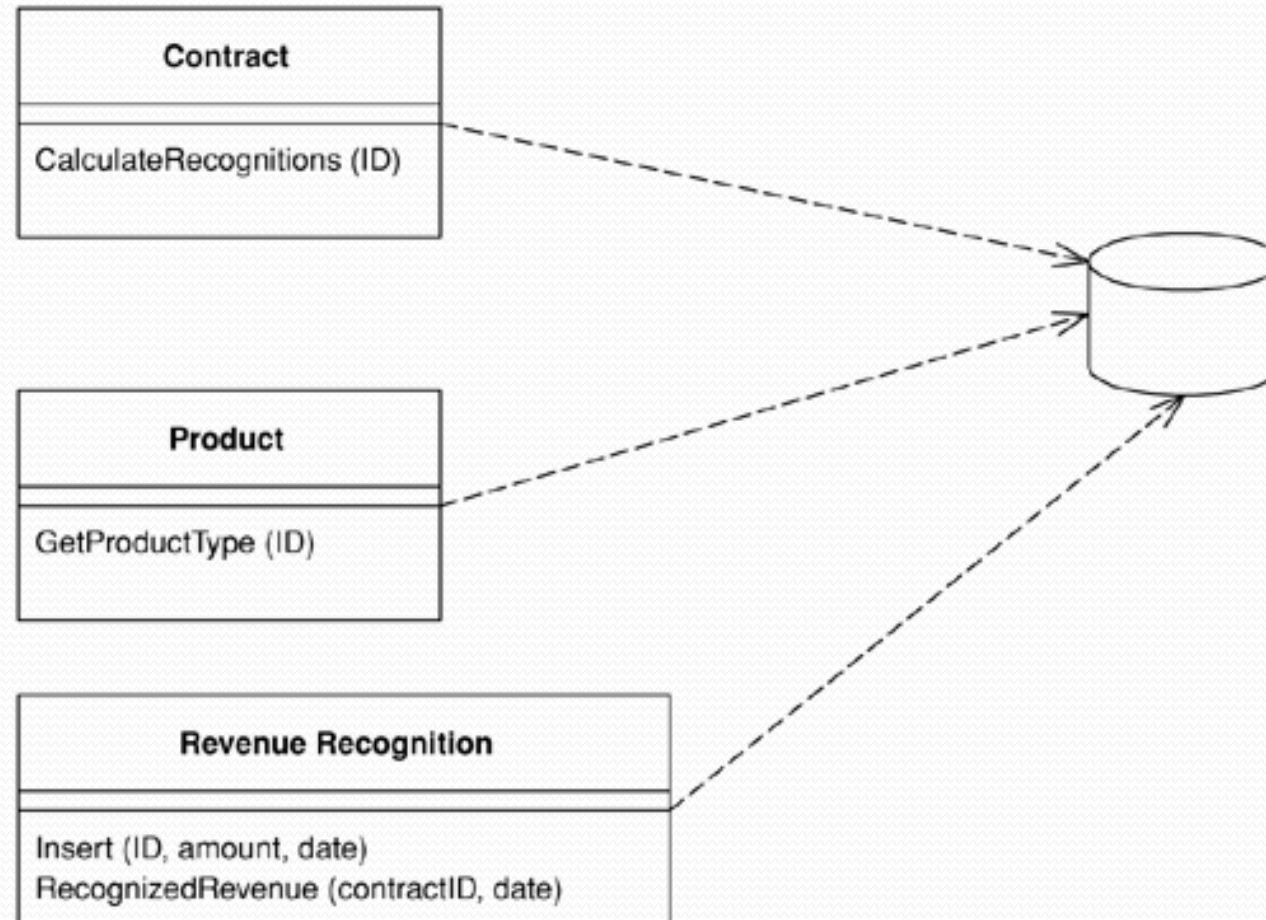 Contract
CalculateRecognitions (ID)
Product
GetProductType (ID)
Revenue Recognition
Insert (ID, amount, date)
RecognizedRevenue (contractID, date)